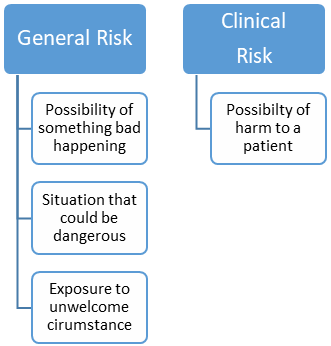 General Risk
Possibility of
something bad
happening
Situation that
could be
dangerous
Exposure to
unwelcome
cirumstance
Clinical
Risk
Possibilty of
harm to a
patient